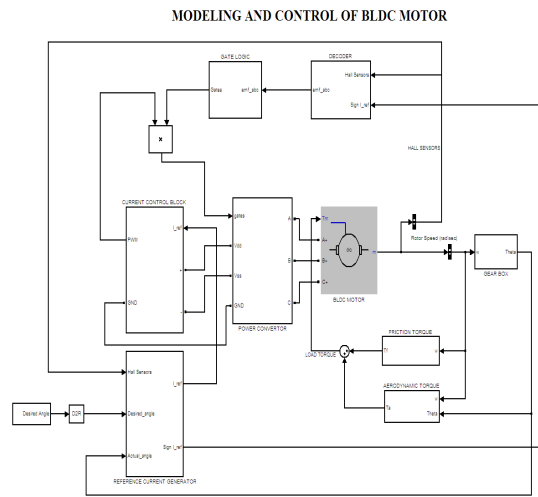 MODELING AND CONTROL OF BLDC MOTOR
GATE LOGIC
DECODER
Gates
emf_abc
emf_abc
Hall Sensors
Sign I_ref
HALL SENSORS
x
CURRENT CONTROL BLOCK
I_ref
PWM
+
GND
-
gates
Vdd
Vss
GND
A
B
C
POWER CONVERTOR
Tm
A+
B+
C+
m
BLDC MOTOR
Rotor Speed (rad/sec)
Theta
GEAR BOX
LOAD TORQUE
FRICTION TORQUE
Tf
AERODYNAMIC TORQUE
Ta
Theta
Hall Sensors
I_ref
Desired Angle
D2R
Desired_angle
Sign I_ref
Actual_angle
REFERENCE CURRENT GENERATOR